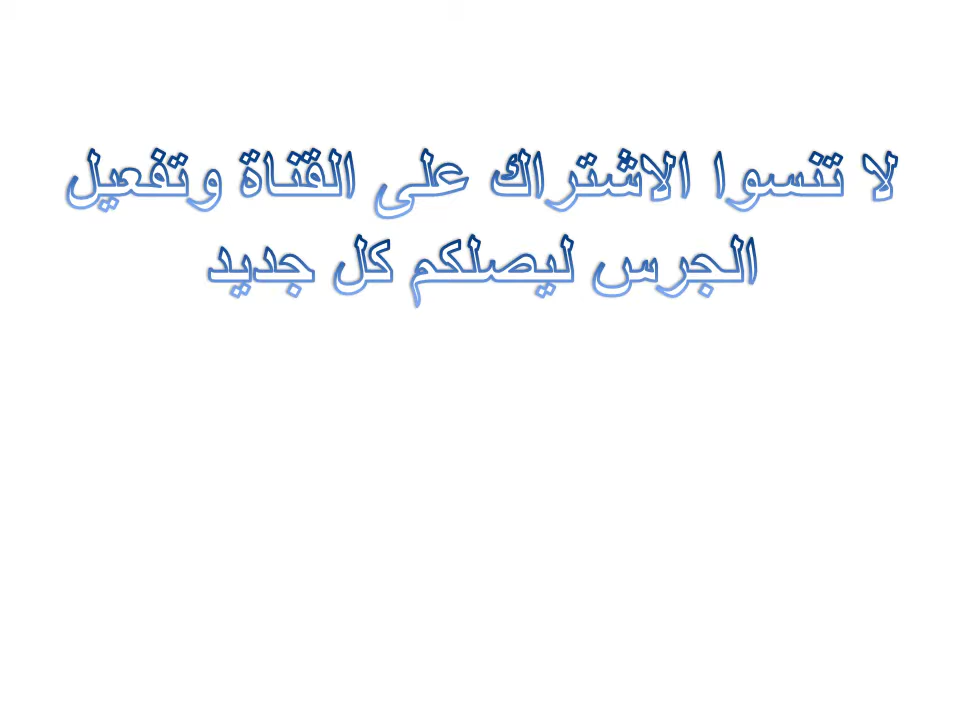 لا تنسوا الاشتراك على القناة وتفعيل
الجرس ليصلكم كل جديد